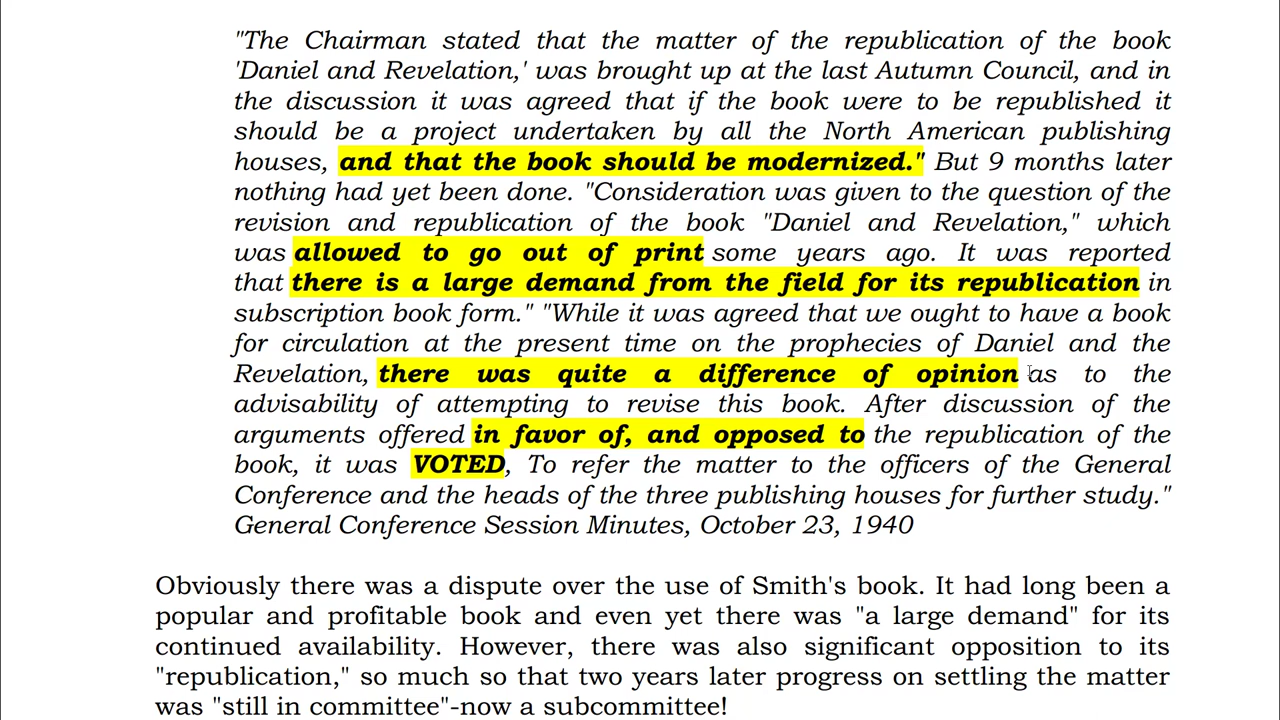 "The Chairman stated that the matter of the republication of the book
'Daniel and Revelation,' was brought up at the last Autumn Council, and in
the discussion it was agreed that if the book were to be republished it
should be a project undertaken by all the North American publishing
houses, and that the book should be modernized." But 9 months later
nothing had yet been done. "Consideration was given to the question of the
revision and republication of the book "Daniel and Revelation," which
was allowed to go out of print some years ago. It was reported
that there is a large demand from the field for its republication in
subscription book form." "While it was agreed that we ought to have a book
for circulation at the present time on the prophecies of Daniel and the
Revelation, there was quite a difference of opinion as to the
advisability of attempting to revise this book. After discussion of the
arguments offered in favor of, and opposed to the republication of the
book, it was VOTED, To refer the matter to the officers of the General
Conference and the heads of the three publishing houses for further study."
General Conference Session Minutes, October 23, 1940
Obviously there was a dispute over the use of Smith's book. It had long been a
popular and profitable book and even yet there was "a large demand" for its
continued availability. However, there was also significant opposition to its
"republication," so much so that two years later progress on settling the matter
was "still in committee"-now a subcommittee!